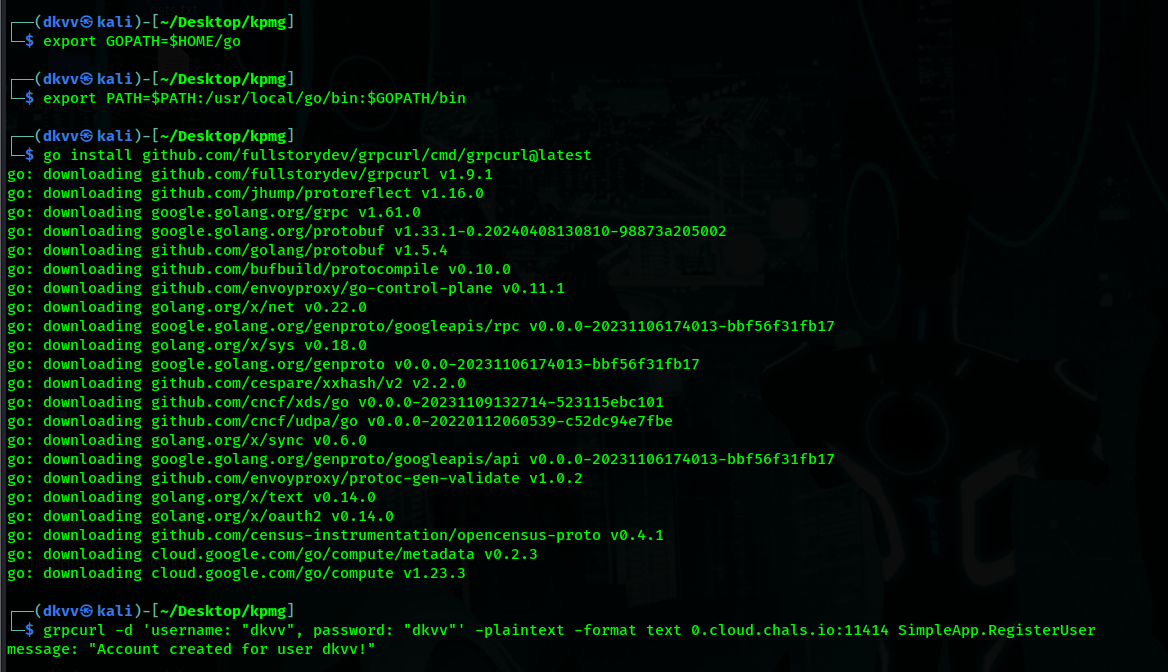 ┌──(dkvv㉿kali)-[~/Desktop/kpmg]
└─$ export GOPATH=$HOME/go
┌──(dkvv㉿kali)-[~/Desktop/kpmg]
└─$ export PATH=$PATH:/usr/local/go/bin:$GOPATH/bin
┌──(dkvv㉿kali)-[~/Desktop/kpmg]
└─$ go install github.com/fullstorydev/grpcurl/cmd/grpcurl@latest
go: downloading github.com/fullstorydev/grpcurl v1.9.1
go: downloading github.com/jhump/protoreflect v1.16.0
go: downloading google.golang.org/grpc v1.61.0
go: downloading google.golang.org/protobuf v1.33.1-0.20240408130810-98873a205002
go: downloading github.com/golang/protobuf v1.5.4
go: downloading github.com/bufbuild/protocompile v0.10.0
go: downloading github.com/envoyproxy/go-control-plane v0.11.1
go: downloading golang.org/x/net v0.22.0
go: downloading google.golang.org/genproto/googleapis/rpc v0.0.0-20231106174013-bbf56f31fb17
go: downloading golang.org/x/sys v0.18.0
go: downloading google.golang.org/genproto v0.0.0-20231106174013-bbf56f31fb17
go: downloading github.com/cespare/xxhash/v2 v2.2.0
go: downloading github.com/cncf/xds/go v0.0.0-20231109132714-523115ebc101
go: downloading github.com/cncf/udpa/go v0.0.0-20220112060539-c52dc94e7fbe
go: downloading golang.org/x/sync v0.6.0
go: downloading google.golang.org/genproto/googleapis/api v0.0.0-20231106174013-bbf56f31fb17
go: downloading github.com/envoyproxy/protoc-gen-validate v1.0.2
go: downloading golang.org/x/text v0.14.0
go: downloading golang.org/x/oauth2 v0.14.0
go: downloading github.com/census-instrumentation/opencensus-proto v0.4.1
go: downloading cloud.google.com/go/compute/metadata v0.2.3
go: downloading cloud.google.com/go/compute v1.23.3
┌──(dkvv㉿kali)-[~/Desktop/kpmg]
└─$ grpcurl -d 'username: "dkvv", password: "dkvv"' -plaintext -format text 0.cloud.chals.io:11414 SimpleApp.RegisterUser
message: "Account created for user dkvv!"